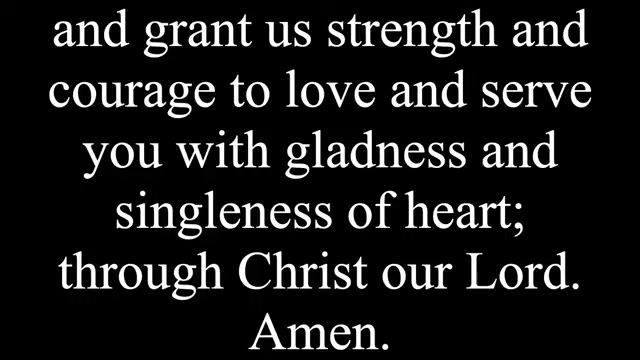 and grant us strength and
courage to love and serve
you with gladness and
singleness of heart;
through Christ our Lord.
Amen.